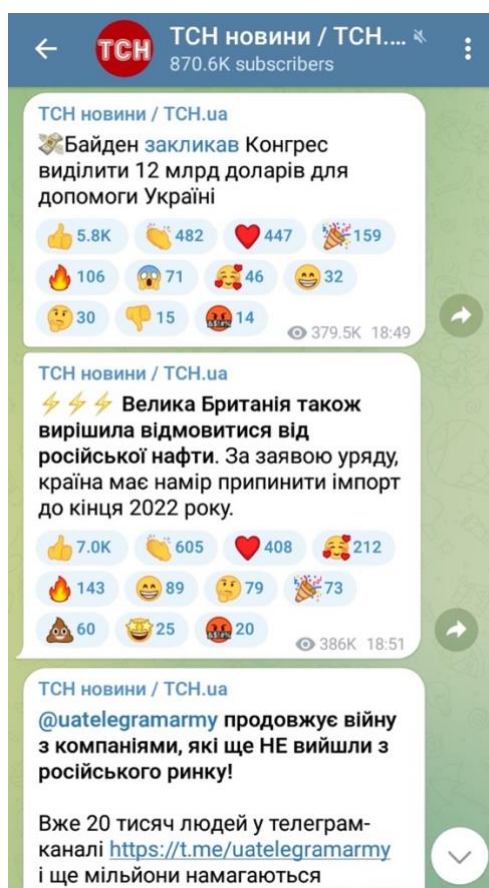 ТСН
ТСН новини / ТСН....
870.6K subscribers
ТСН новини / ТСН.ua
💸Байден закликав Конгрес
виділити 12 млрд доларів для
допомоги Україні
👍 5.8K 👏 482 ❤️ 447 🎉 159
🔥 106 😱 71 🥰 46 😁 32
🤔 30 👎 15 🤬 14
379.5K 18:49
ТСН новини / ТСН.ua
⚡⚡⚡ Велика Британія також
вирішила відмовитися від
російської нафти. За заявою уряду,
країна має намір припинити імпорт
до кінця 2022 року.
👍 7.0K 👏 605 ❤️ 408 🥰 212
🔥 143 😁 89 🤔 79 🎉 73
💩 60 🤩 25 🤬 20
386K 18:51
ТСН новини / ТСН.ua
@uatelegramarmy продовжує війну
з компаніями, які ще НЕ вийшли з
російського ринку!
Вже 20 тисяч людей у телеграм-
каналі https://t.me/uatelegramarmy
і ще мільйони намагаються